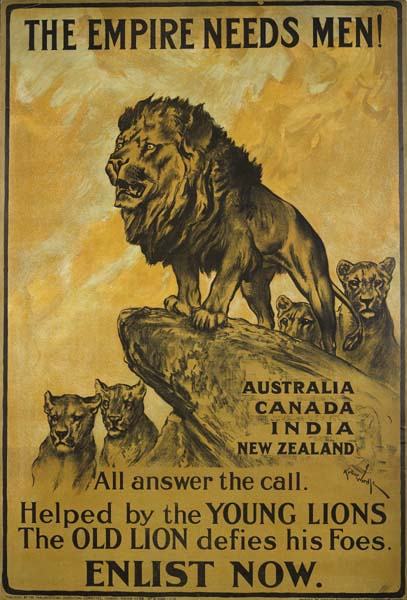 THE EMPIRE NEEDS MEN!
AUSTRALIA
CANADA
INDIA
NEW ZEALAND
All answer the call.
Helped by the YOUNG LIONS
The OLD LION defies his Foes.
ENLIST NOW.